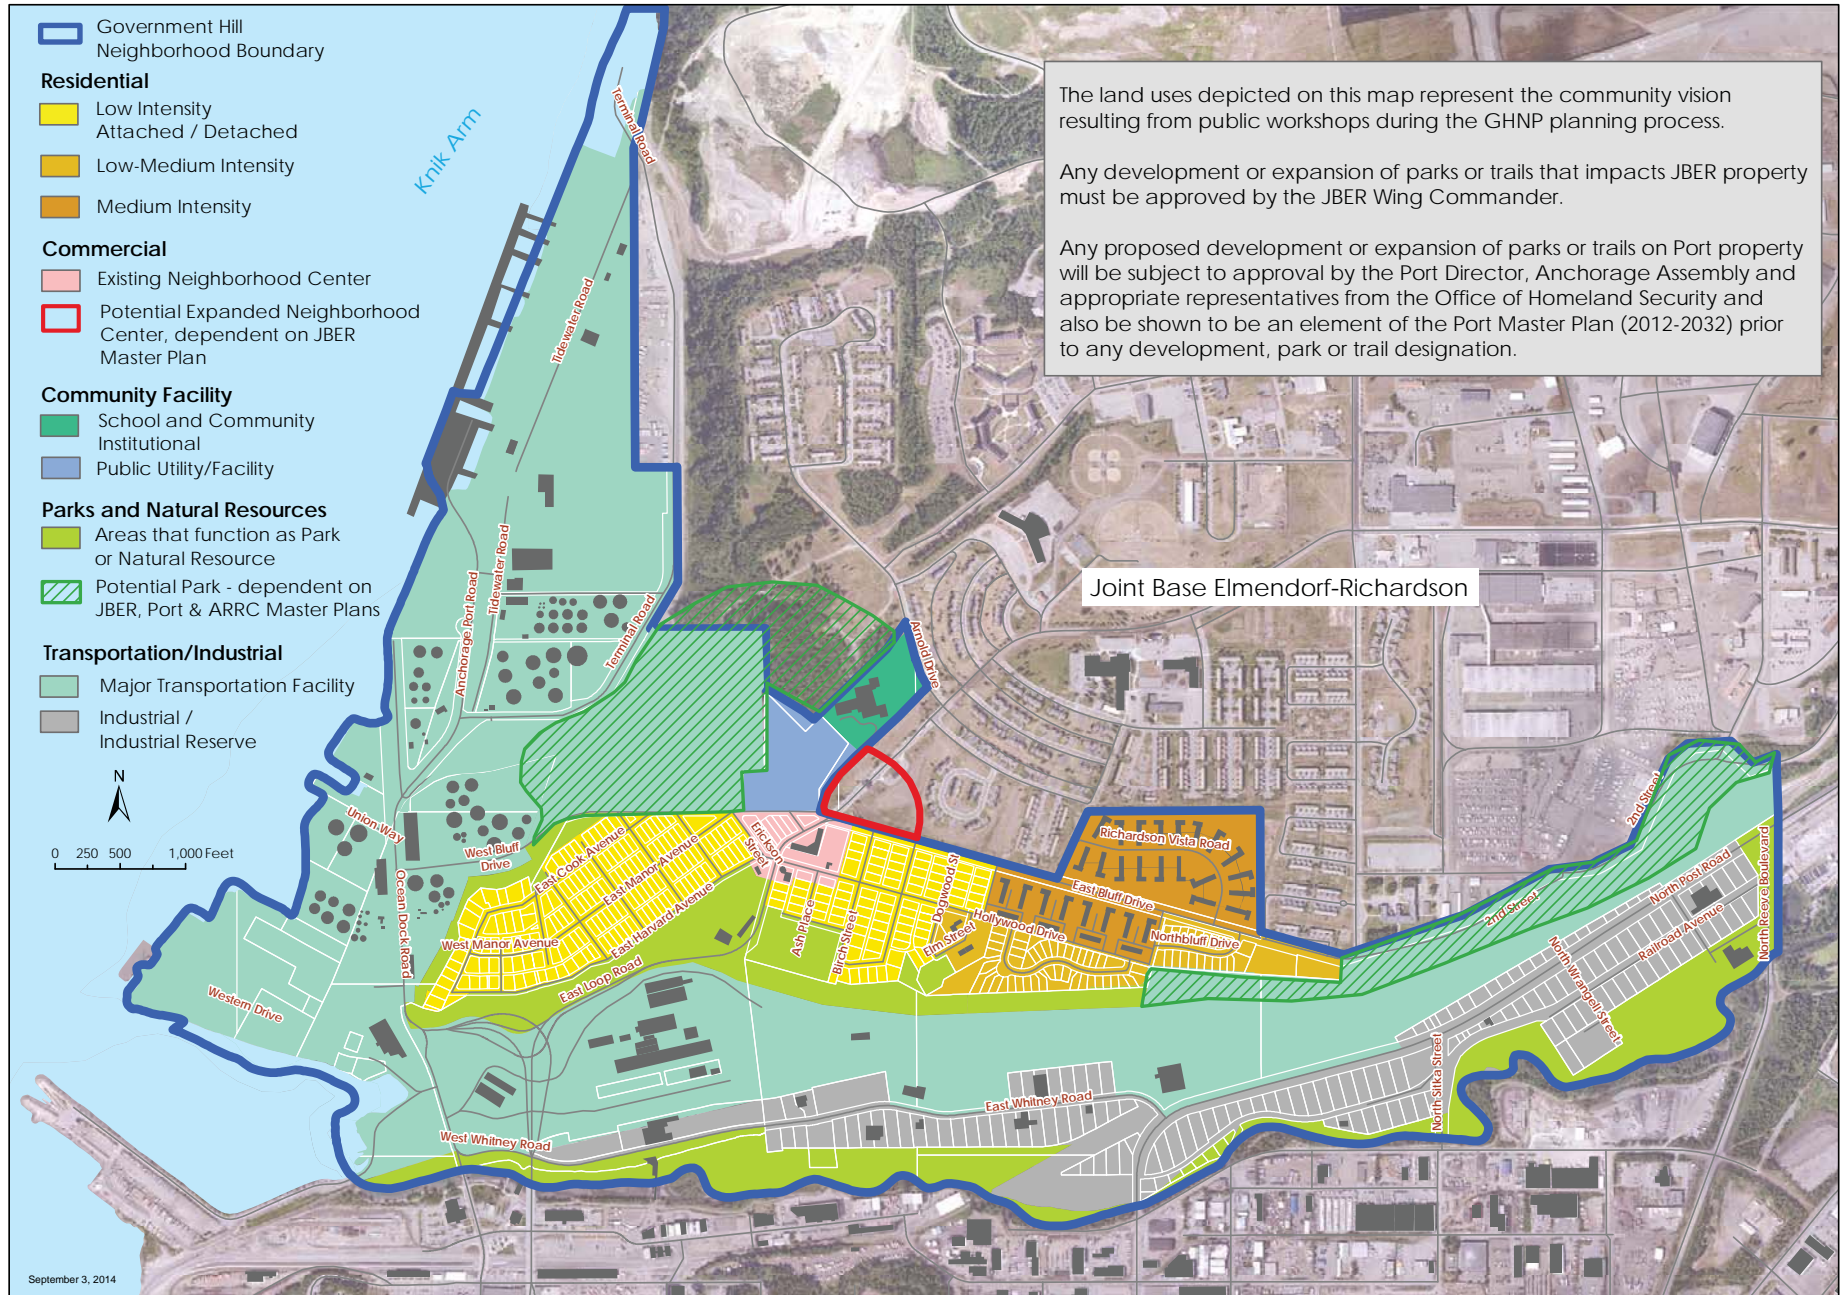 Government Hill
Neighborhood Boundary
Residential
Low Intensity
Attached / Detached
Low-Medium Intensity
Medium Intensity
Commercial
Existing Neighborhood Center
Potential Expanded Neighborhood
Center, dependent on JBER
Master Plan
Community Facility
School and Community
Institutional
Public Utility/Facility
Parks and Natural Resources
Areas that function as Park
or Natural Resource
Potential Park - dependent on
JBER, Port & ARRC Master Plans
Transportation/Industrial
Major Transportation Facility
Industrial /
Industrial Reserve
N
0 250 500 1,000 Feet
September 3, 2014
The land uses depicted on this map represent the community vision
resulting from public workshops during the GHNP planning process.
Any development or expansion of parks or trails that impacts JBER property
must be approved by the JBER Wing Commander.
Any proposed development or expansion of parks or trails on Port property
will be subject to approval by the Port Director, Anchorage Assembly and
appropriate representatives from the Office of Homeland Security and
also be shown to be an element of the Port Master Plan (2012-2032) prior
to any development, park or trail designation.
Knik Arm
Terminal Road
Tidewater Road
Tidewater Road
Anchorage Port Road
Terminal Road
Joint Base Elmendorf-Richardson
Arnold Drive
Union Way
West Bluff
Drive
Ocean Dock Road
Erickson
Street
East Cook Avenue
East Manor Avenue
East Harvard Avenue
West Manor Avenue
East Loop Road
Ash Place
Birch Street
Dogwood St
Elm Street
Hollywood Drive
East Bluff Drive
Richardson Vista Road
Northbluff Drive
2nd Street
2nd Street
North Post Road
Railroad Avenue
North Reeve Boulevard
North Wrangell Street
North Sitka Street
Western Drive
West Whitney Road
East Whitney Road